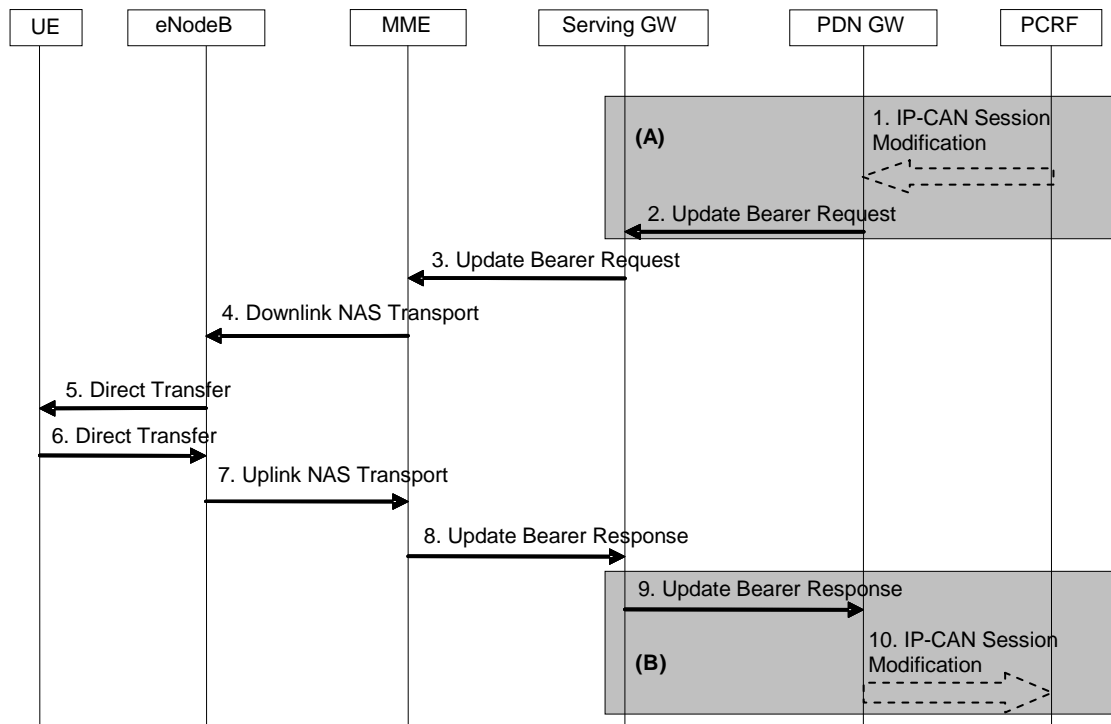 UE eNodeB MME Serving GW PDN GW PCRF
(A)
1. IP-CAN Session
Modification
2. Update Bearer Request
3. Update Bearer Request
4. Downlink NAS Transport
5. Direct Transfer
6. Direct Transfer
7. Uplink NAS Transport
8. Update Bearer Response
9. Update Bearer Response
(B)
10. IP-CAN Session
Modification